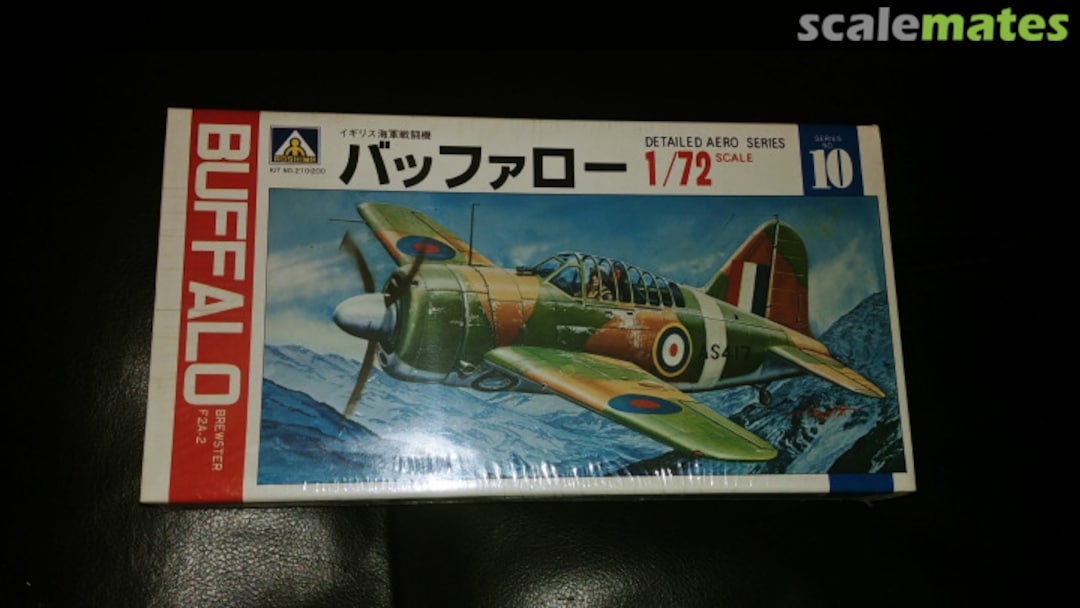 scalemates
BUFFALO
BREWSTER
F2A-2
AOSHIMA
KIT NO.210:200
イギリス海軍戦闘機
バッファロー
DETAILED AERO SERIES
1/72 SCALE
SERIES
NO.
10
AS417